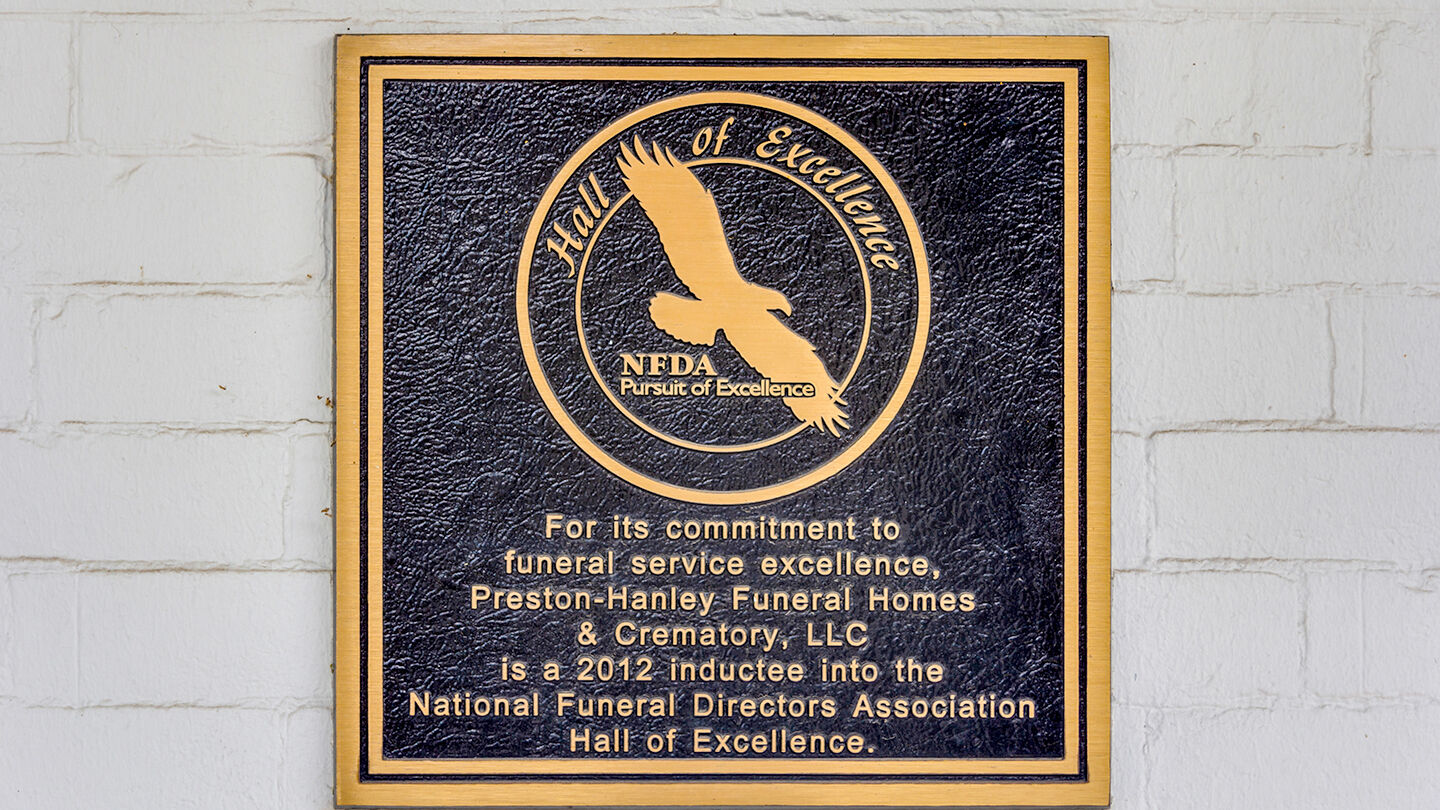 Hall Of Excellence
NFDA
Pursuit of Excellence
For its commitment to
funeral service excellence,
Preston-Hanley Funeral Homes
& Crematory, LLC
is a 2012 inductee into the
National Funeral Directors Association
Hall of Excellence.